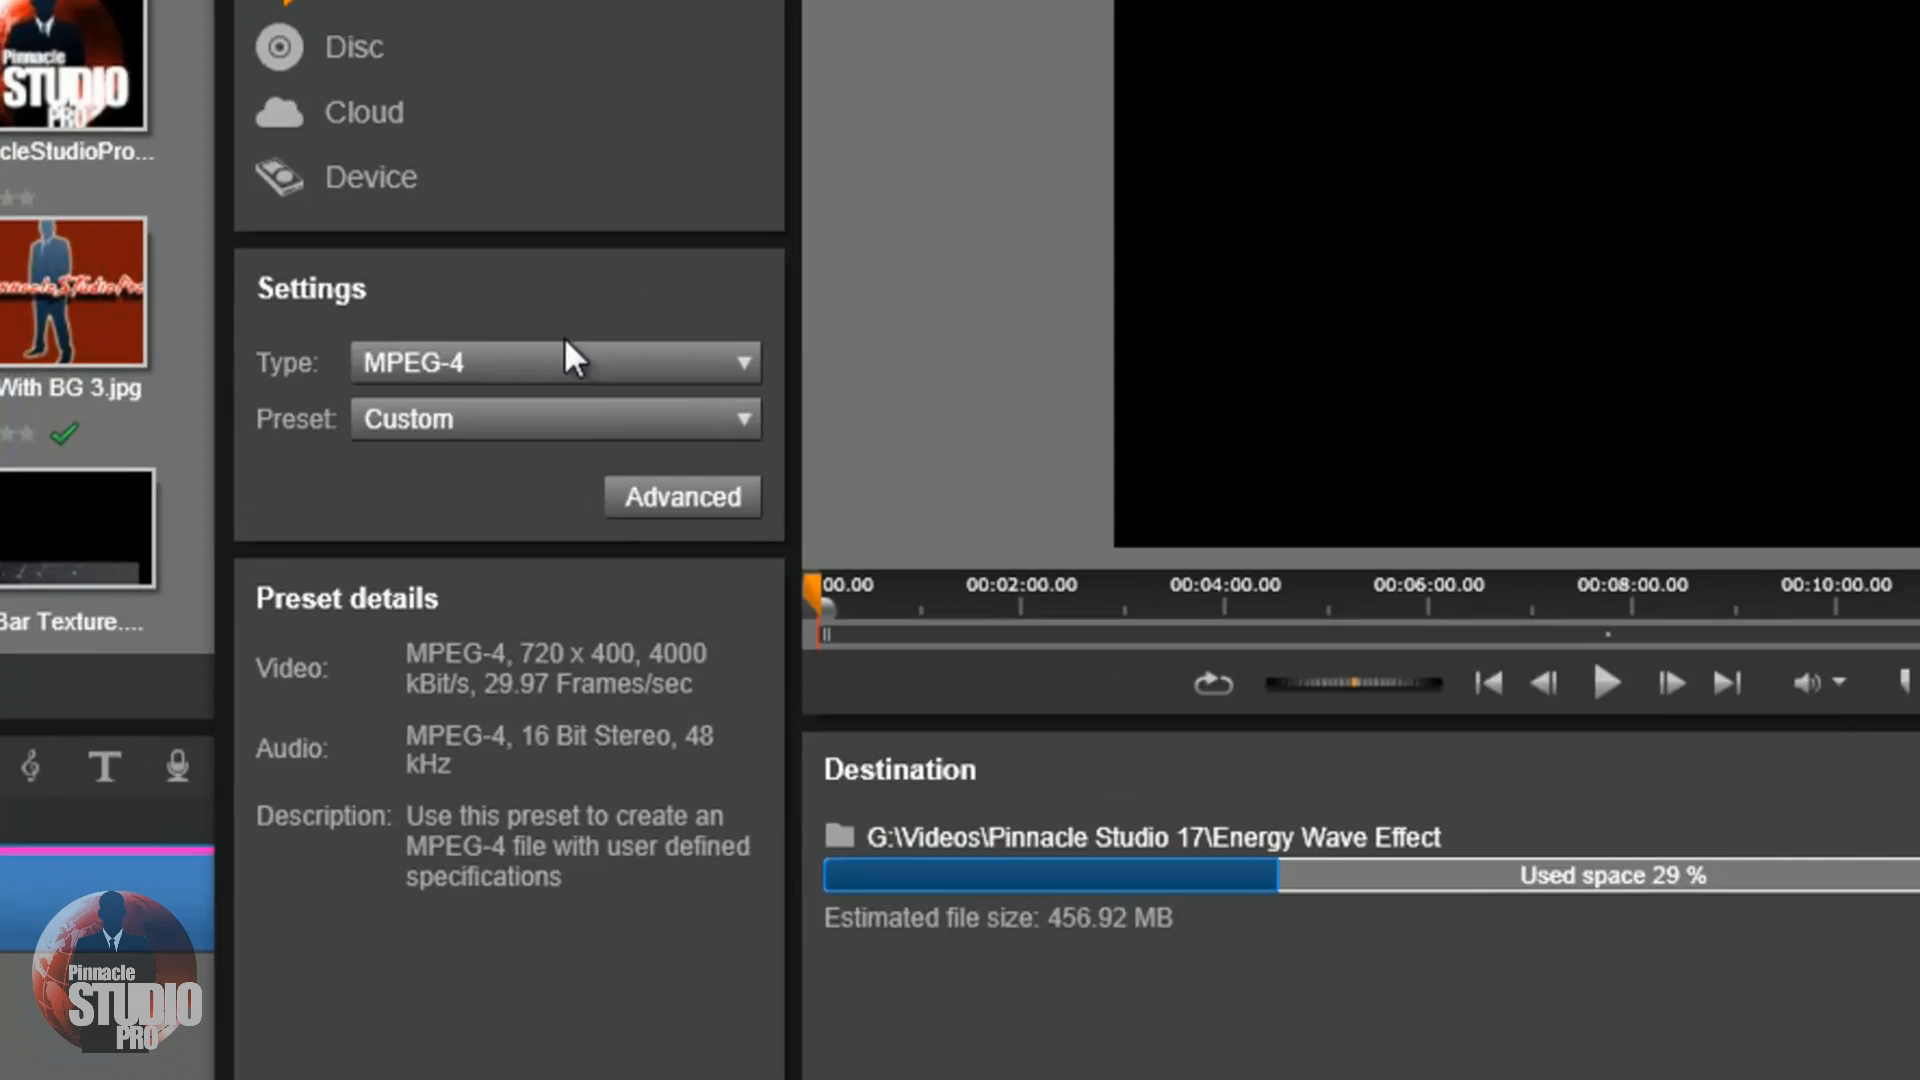 Pinnacle
STUDIO
PRO
cleStudioPro...
With BG 3.jpg
Bar Texture....
Disc
Cloud
Device
Settings
Type: MPEG-4
Preset: Custom
Advanced
Preset details
Video: MPEG-4, 720 x 400, 4000
kBit/s, 29.97 Frames/sec
Audio: MPEG-4, 16 Bit Stereo, 48
kHz
Description: Use this preset to create an
MPEG-4 file with user defined
specifications
00.00 00:02:00.00 00:04:00.00 00:06:00.00 00:08:00.00 00:10:00.00
Destination
G:\Videos\Pinnacle Studio 17\Energy Wave Effect
Used space 29 %
Estimated file size: 456.92 MB
Pinnacle
STUDIO
PRO